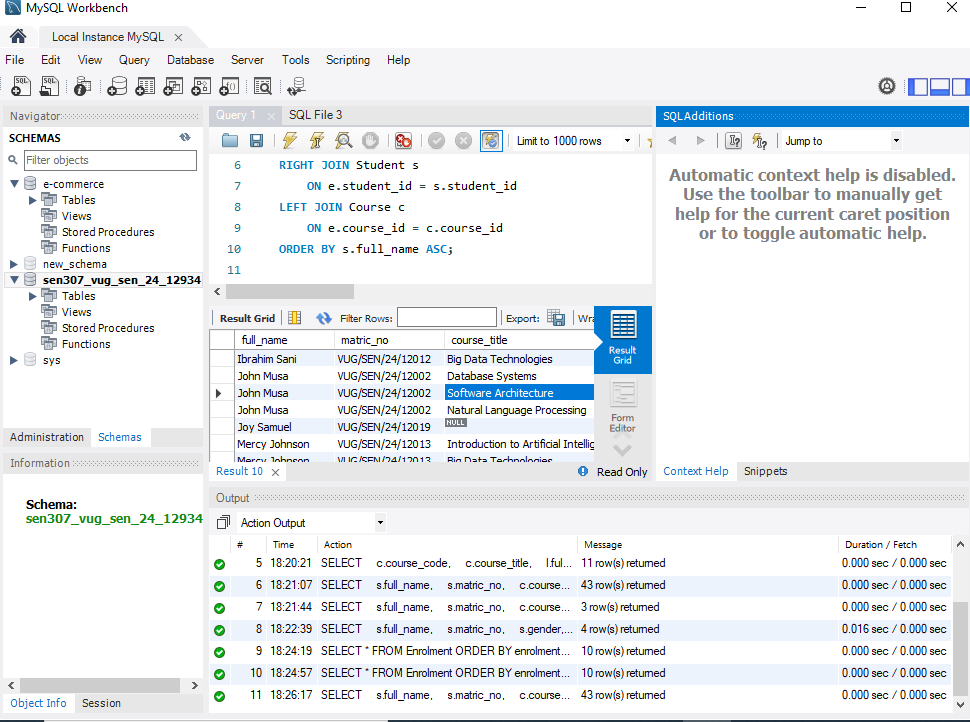 MySQL Workbench
Local Instance MySQL
File Edit View Query Database Server Tools Scripting Help
Navigator
SCHEMAS
Filter objects
e-commerce
Tables
Views
Stored Procedures
Functions
new_schema
sen307_vug_sen_24_12934
Tables
Views
Stored Procedures
Functions
sys
Administration Schemas
Information
Schema:
sen307_vug_sen_24_12934
Object Info Session
Query 1 SQL File 3
Limit to 1000 rows
6 RIGHT JOIN Student s
7 ON e.student_id = s.student_id
8 LEFT JOIN Course c
9 ON e.course_id = c.course_id
10 ORDER BY s.full_name ASC;
11
Result Grid Filter Rows: Export: Wra
full_name matric_no course_title
Ibrahim Sani VUG/SEN/24/12012 Big Data Technologies
John Musa VUG/SEN/24/12002 Database Systems
John Musa VUG/SEN/24/12002 Software Architecture
John Musa VUG/SEN/24/12002 Natural Language Processing
Joy Samuel VUG/SEN/24/12019 NULL
Mercy Johnson VUG/SEN/24/12013 Introduction to Artificial Intellig
Mercy Johnson VUG/SEN/24/12013 Big Data Technologies
Result Grid
Form Editor
Result 10 Read Only
SQLAdditions
Jump to
Automatic context help is disabled.
Use the toolbar to manually get
help for the current caret position
or to toggle automatic help.
Context Help Snippets
Output
Action Output
# Time Action Message Duration / Fetch
5 18:20:21 SELECT c.course_code, c.course_title, l.ful... 11 row(s) returned 0.000 sec / 0.000 sec
6 18:21:07 SELECT s.full_name, s.matric_no, c.course... 43 row(s) returned 0.000 sec / 0.000 sec
7 18:21:44 SELECT s.full_name, s.matric_no, c.course... 3 row(s) returned 0.000 sec / 0.000 sec
8 18:22:39 SELECT s.full_name, s.matric_no, s.gender,... 4 row(s) returned 0.016 sec / 0.000 sec
9 18:24:19 SELECT * FROM Enrolment ORDER BY enrolment... 10 row(s) returned 0.000 sec / 0.000 sec
10 18:24:57 SELECT * FROM Enrolment ORDER BY enrolment... 10 row(s) returned 0.000 sec / 0.000 sec
11 18:26:17 SELECT s.full_name, s.matric_no, c.course... 43 row(s) returned 0.000 sec / 0.000 sec